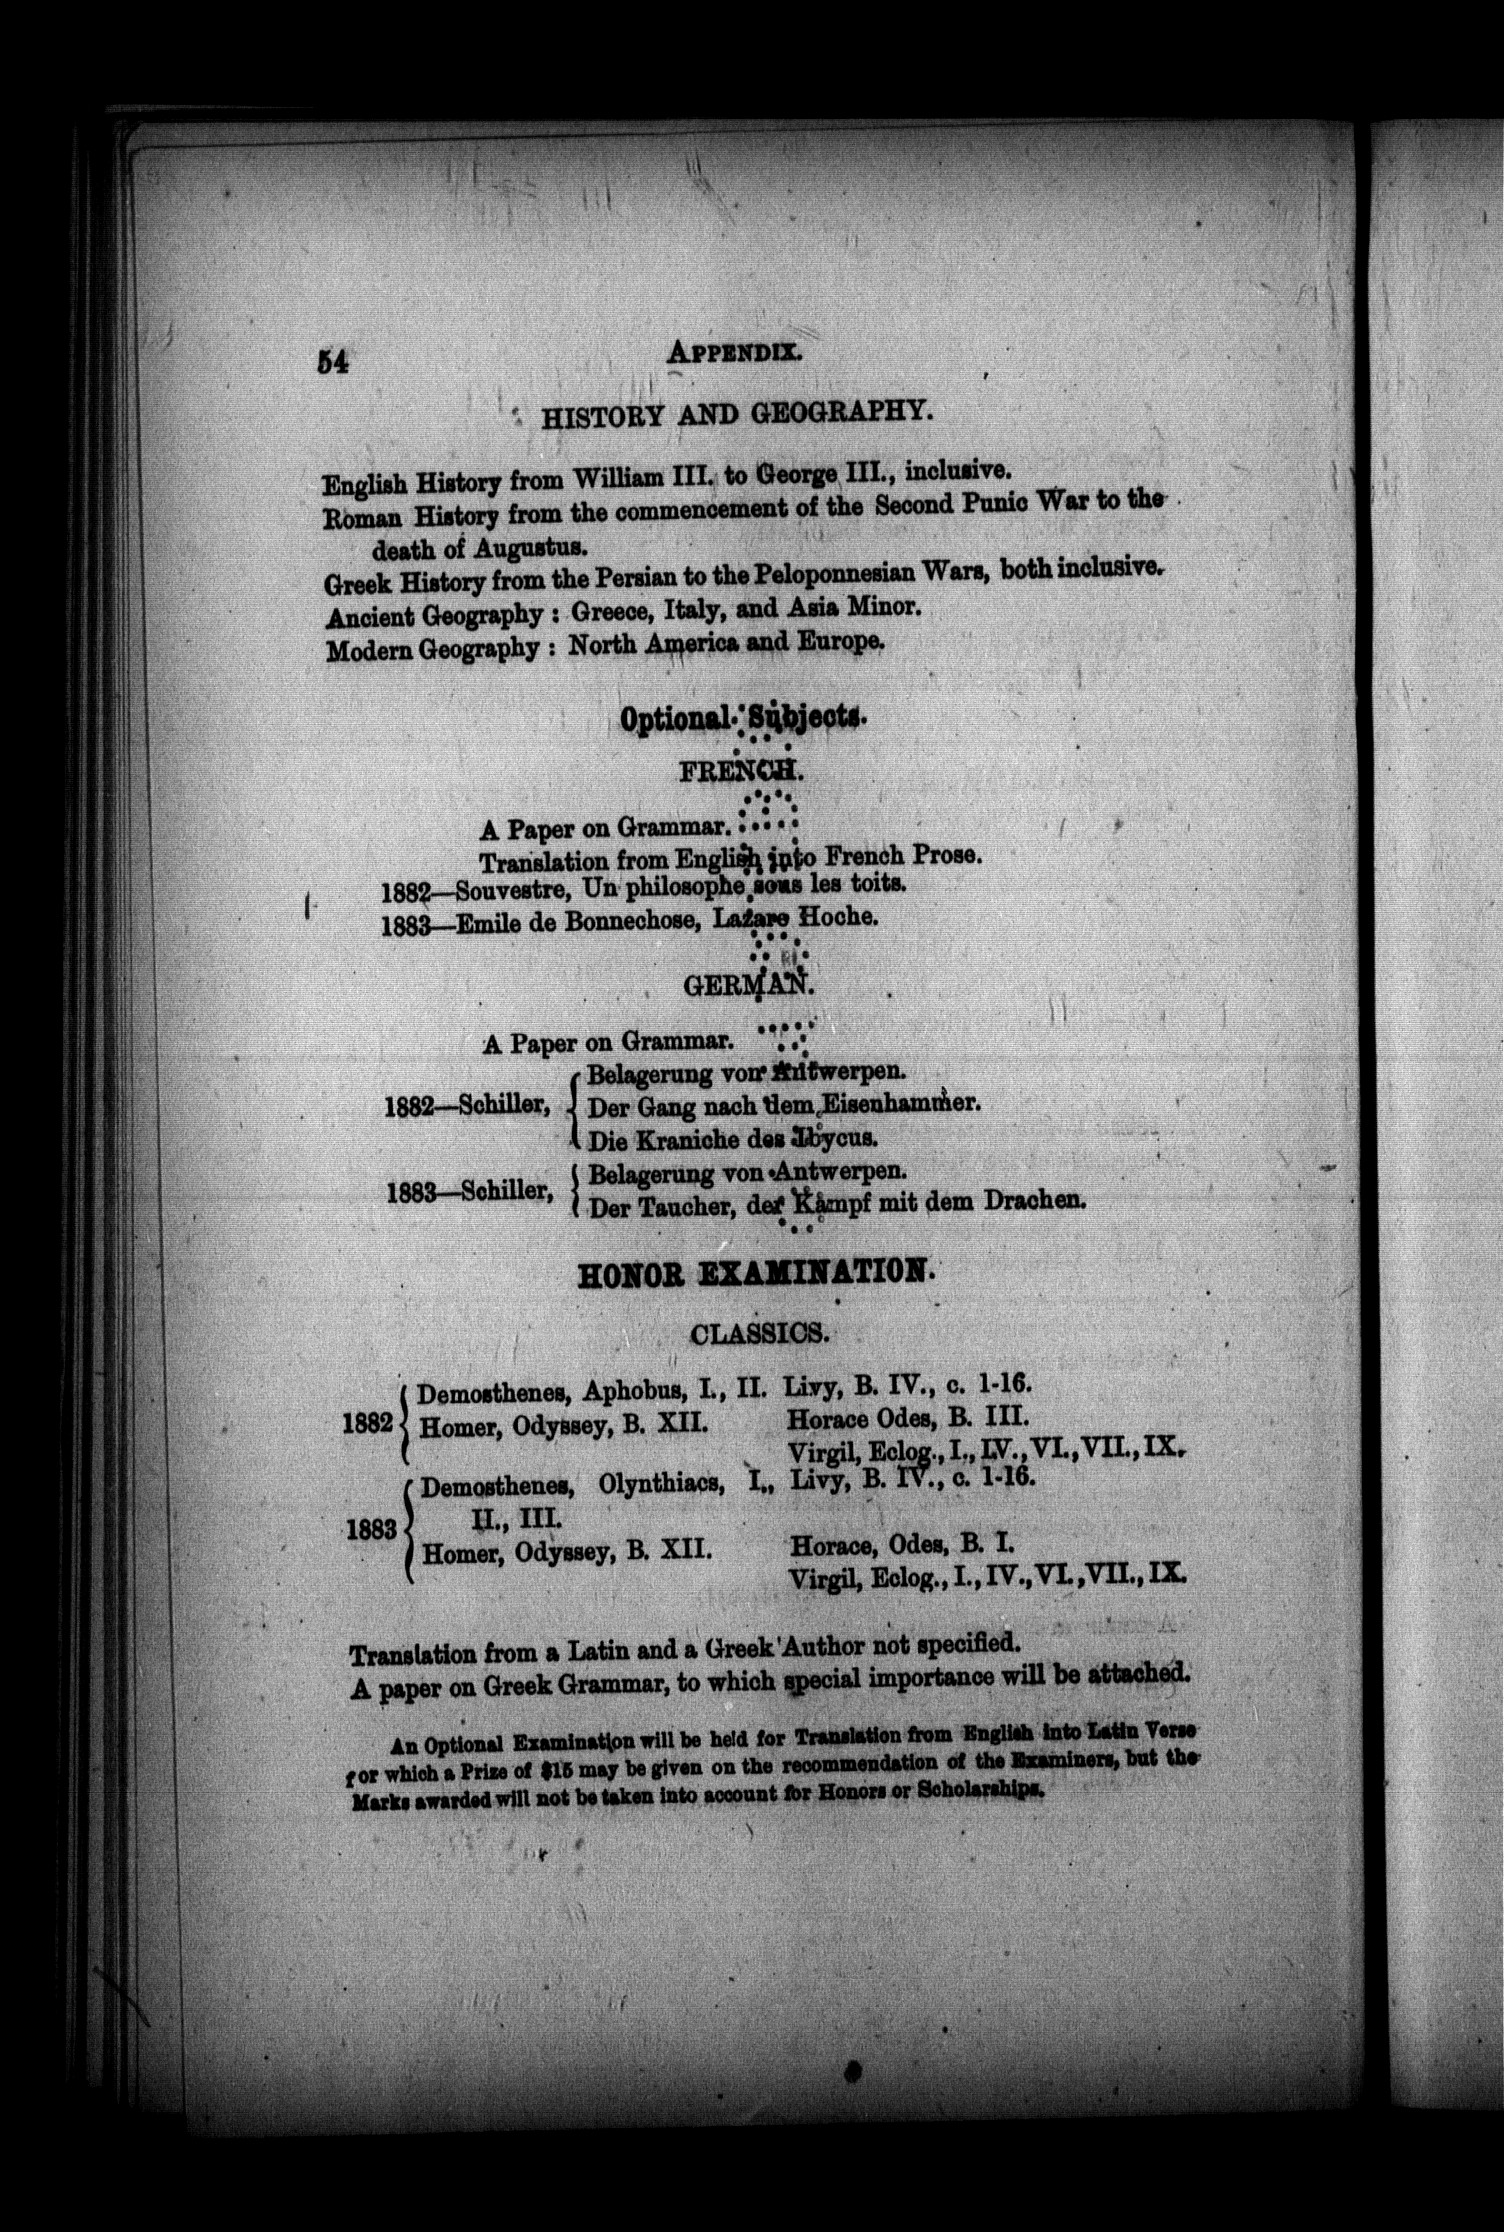 54 APPENDIX.
HISTORY AND GEOGRAPHY.
English History from William III. to George III., inclusive.
Roman History from the commencement of the Second Punic War to the
death of Augustus.
Greek History from the Persian to the Peloponnesian Wars, both inclusive.
Ancient Geography : Greece, Italy, and Asia Minor.
Modern Geography : North America and Europe.
Optional Subjects.
FRENCH.
A Paper on Grammar.
Translation from English into French Prose.
1882—Souvestre, Un philosophe sous les toits.
1883—Emile de Bonnechose, Lazare Hoche.
GERMAN.
A Paper on Grammar.
Belagerung von Antwerpen.
1882—Schiller, { Der Gang nach dem Eisenhammer.
Die Kraniche des Ibycus.
1883—Schiller, { Belagerung von Antwerpen.
Der Taucher, der Kampf mit dem Drachen.
HONOR EXAMINATION.
CLASSICS.
Demosthenes, Aphobus, I., II. Livy, B. IV., c. 1-16.
1882 { Homer, Odyssey, B. XII. Horace Odes, B. III.
Virgil, Eclog., I., IV., VI., VII., IX.
Demosthenes, Olynthiacs, I., Livy, B. IV., c. 1-16.
1883 { II., III.
Homer, Odyssey, B. XII. Horace, Odes, B. I.
Virgil, Eclog., I., IV., VI., VII., IX.
Translation from a Latin and a Greek Author not specified.
A paper on Greek Grammar, to which special importance will be attached.
An Optional Examination will be held for Translation from English into Latin Verse
for which a Prize of $15 may be given on the recommendation of the Examiners, but the
Marks awarded will not be taken into account for Honors or Scholarships.